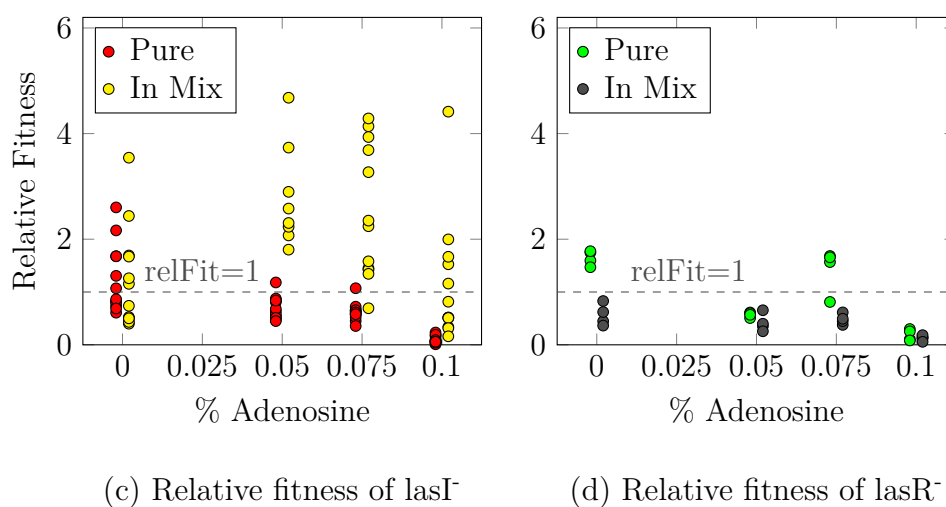 6
4
2
0
Relative Fitness
Pure
In Mix
relFit=1
0 0.025 0.05 0.075 0.1
% Adenosine
(c) Relative fitness of lasI⁻
6
4
2
0
Pure
In Mix
relFit=1
0 0.025 0.05 0.075 0.1
% Adenosine
(d) Relative fitness of lasR⁻